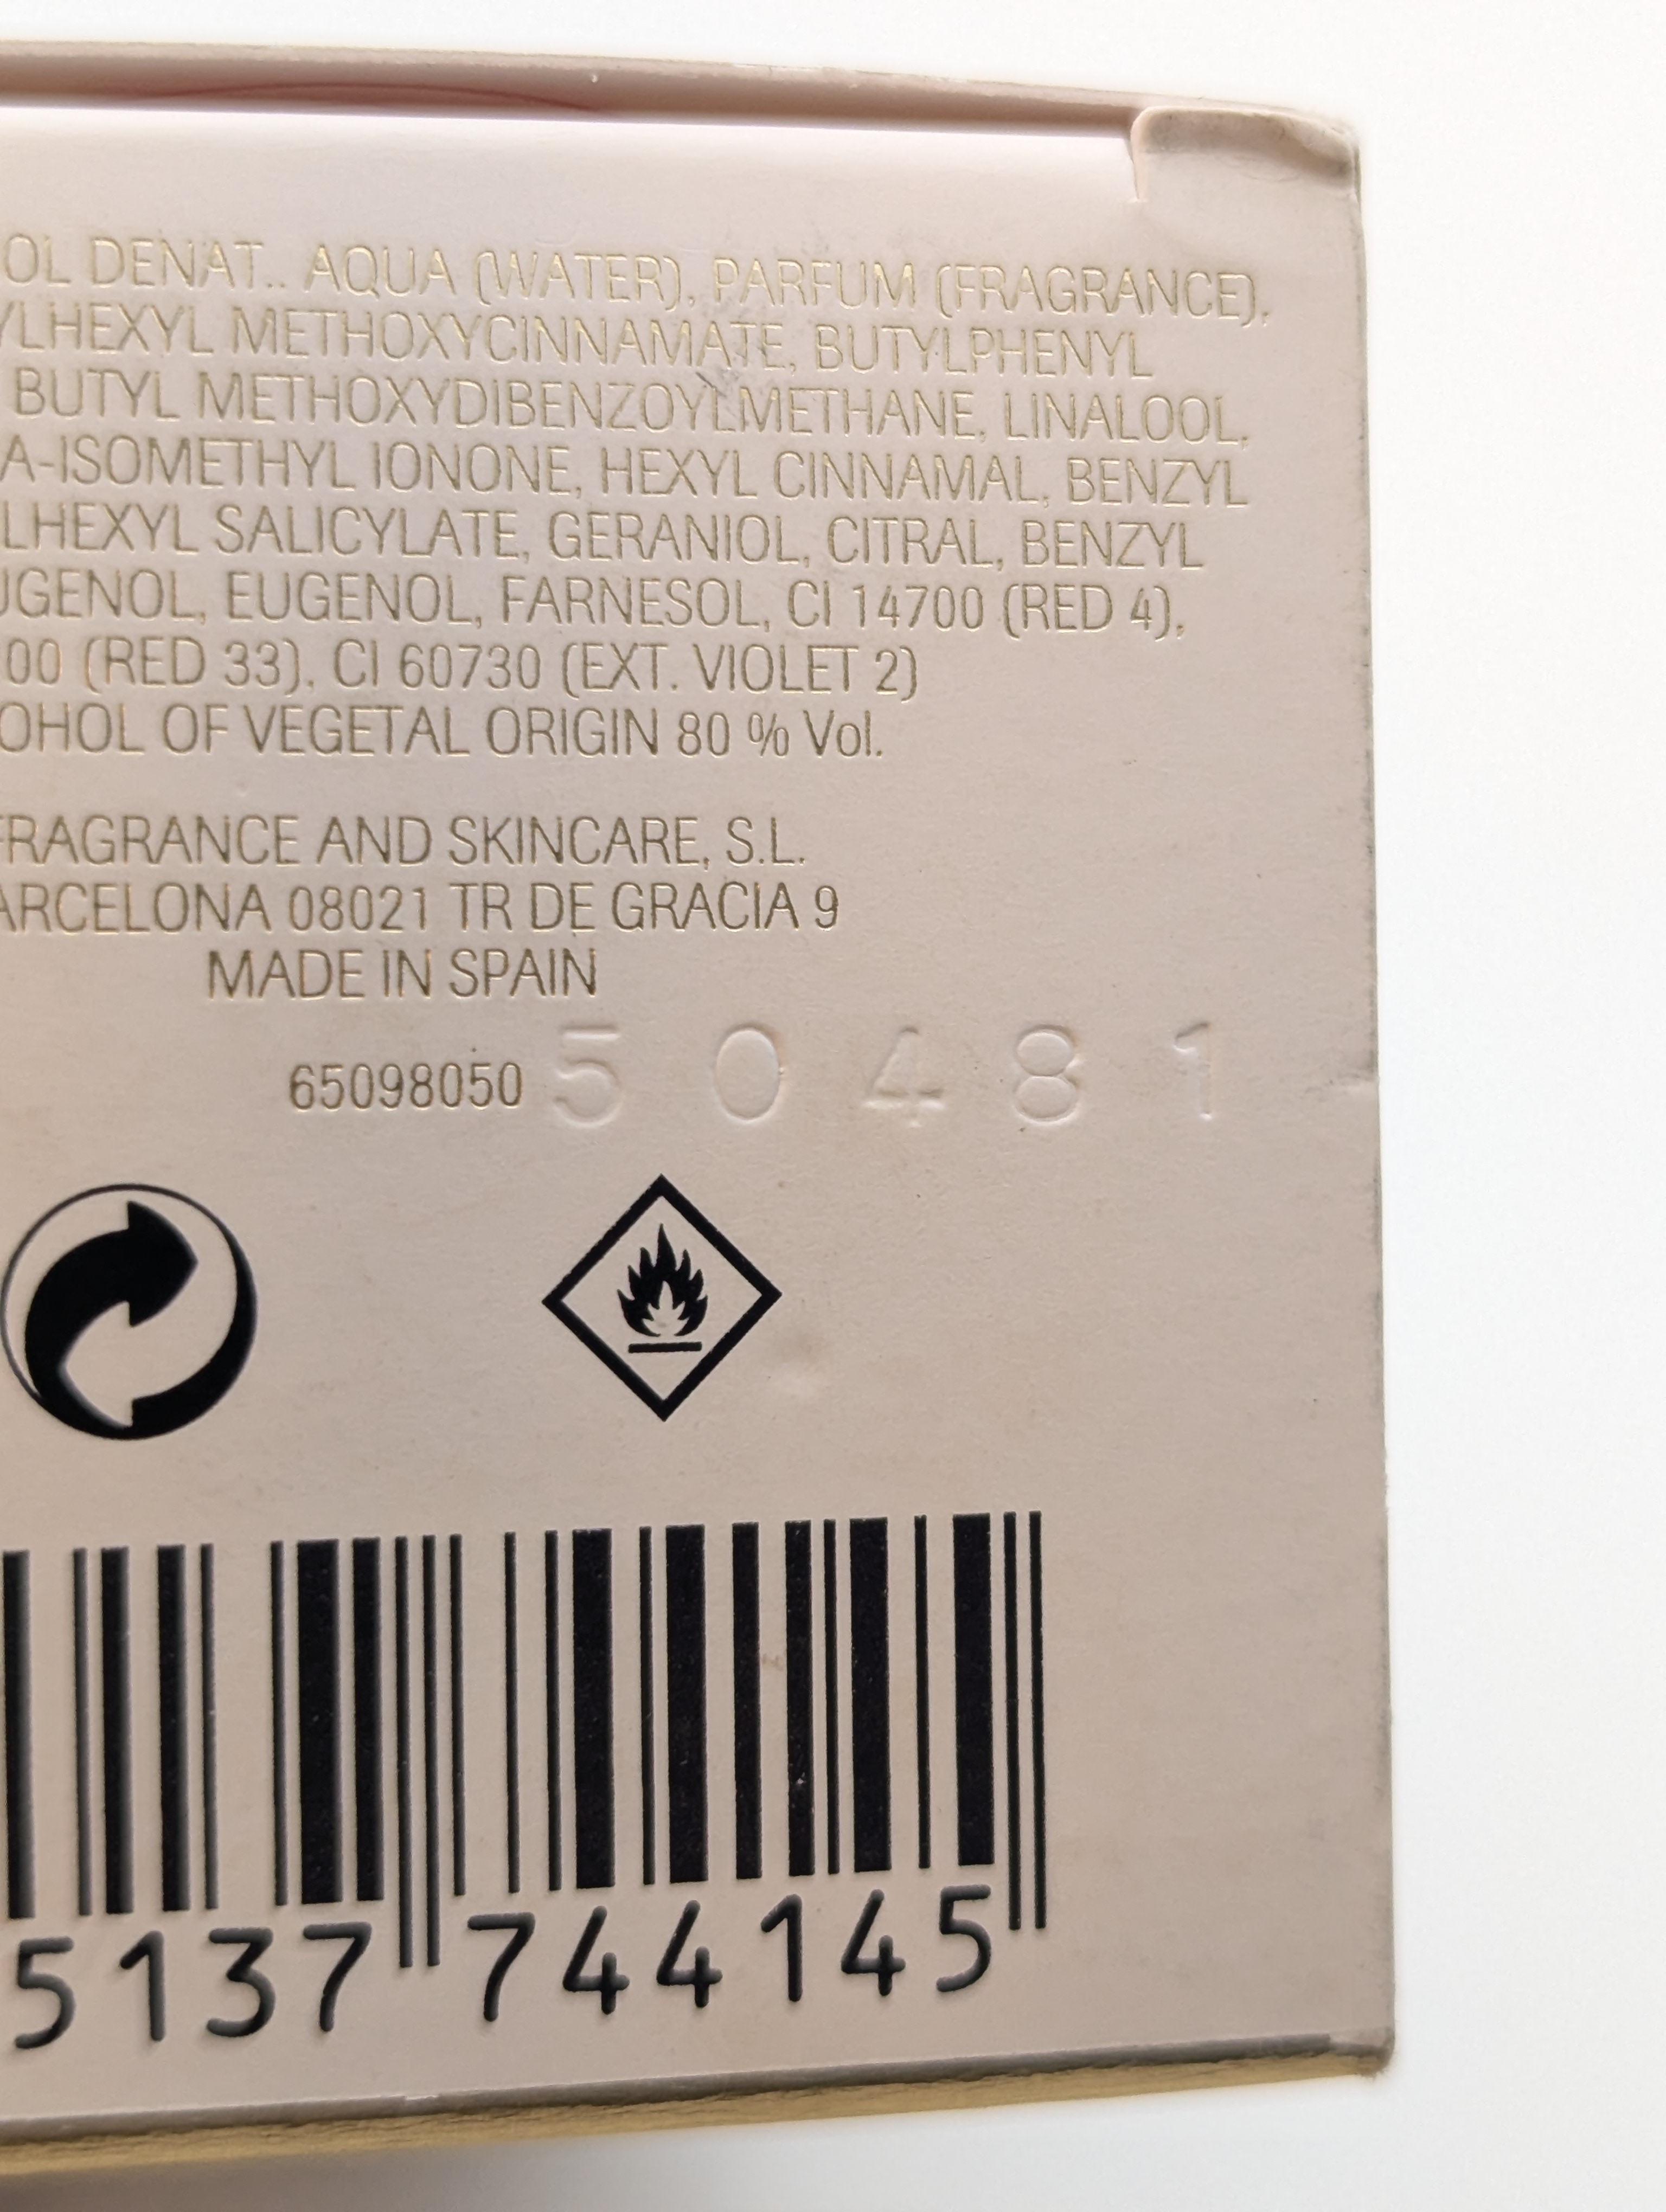 OL DENAT.. AQUA (WATER), PARFUM (FRAGRANCE),
YLHEXYL METHOXYCINNAMATE, BUTYLPHENYL
BUTYL METHOXYDIBENZOYLMETHANE, LINALOOL,
A-ISOMETHYL IONONE, HEXYL CINNAMAL, BENZYL
LHEXYL SALICYLATE, GERANIOL, CITRAL, BENZYL
UGENOL, EUGENOL, FARNESOL, CI 14700 (RED 4),
00 (RED 33), CI 60730 (EXT. VIOLET 2)
OHOL OF VEGETAL ORIGIN 80 % Vol.
FRAGRANCE AND SKINCARE, S.L.
ARCELONA 08021 TR DE GRACIA 9
MADE IN SPAIN
65098050 50481
5137 744145